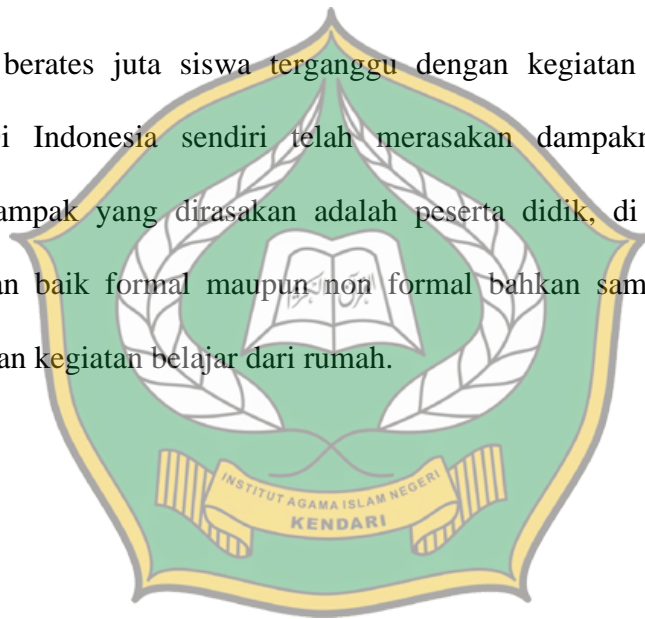 berates juta siswa terganggu dengan kegiatan
i Indonesia sendiri telah merasakan dampakn
ampak yang dirasakan adalah peserta didik, di
an baik formal maupun non formal bahkan sam
an kegiatan belajar dari rumah.
INSTITUT AGAMA ISLAM NEGERI
KENDARI